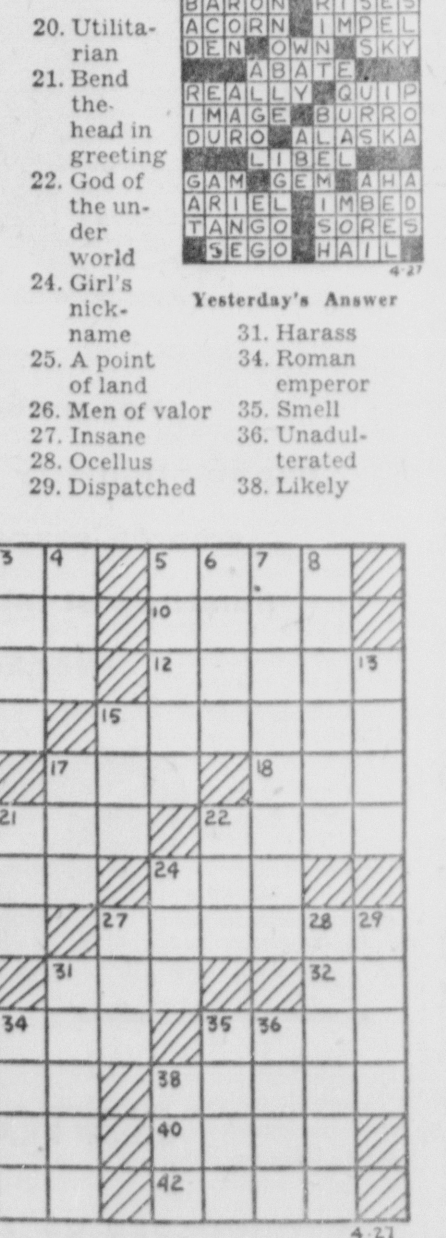 20. Utilita-
rian
21. Bend
the
head in
greeting
22. God of
the un-
der
world
24. Girl's
nick-
name
25. A point
of land
26. Men of valor
27. Insane
28. Ocellus
29. Dispatched
BARON RISES
ACORN IMPEL
DEN OWN SKY
ABATE
REALLY QUIP
IMAGE BURRO
DURO ALASKA
LIBEL
GAM GEM AHA
ARIEL IMBED
TANGO SORES
SEGO HAIL
4-27
Yesterday's Answer
31. Harass
34. Roman
emperor
35. Smell
36. Unadul-
terated
38. Likely
3 4 5 6 7 8
10
12 13
15
17 18
21 22
24
27 28 29
31 32
34 35 36
38
40
42
4-27